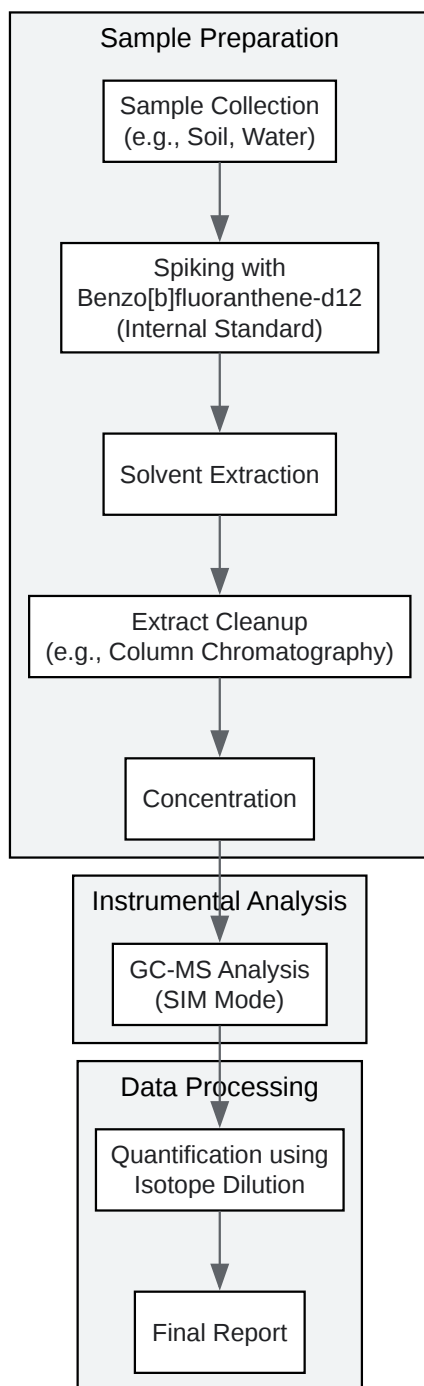 Sample Preparation
Sample Collection
(e.g., Soil, Water)
Spiking with
Benzo[b]fluoranthene-d12
(Internal Standard)
Solvent Extraction
Extract Cleanup
(e.g., Column Chromatography)
Concentration
Instrumental Analysis
GC-MS Analysis
(SIM Mode)
Data Processing
Quantification using
Isotope Dilution
Final Report